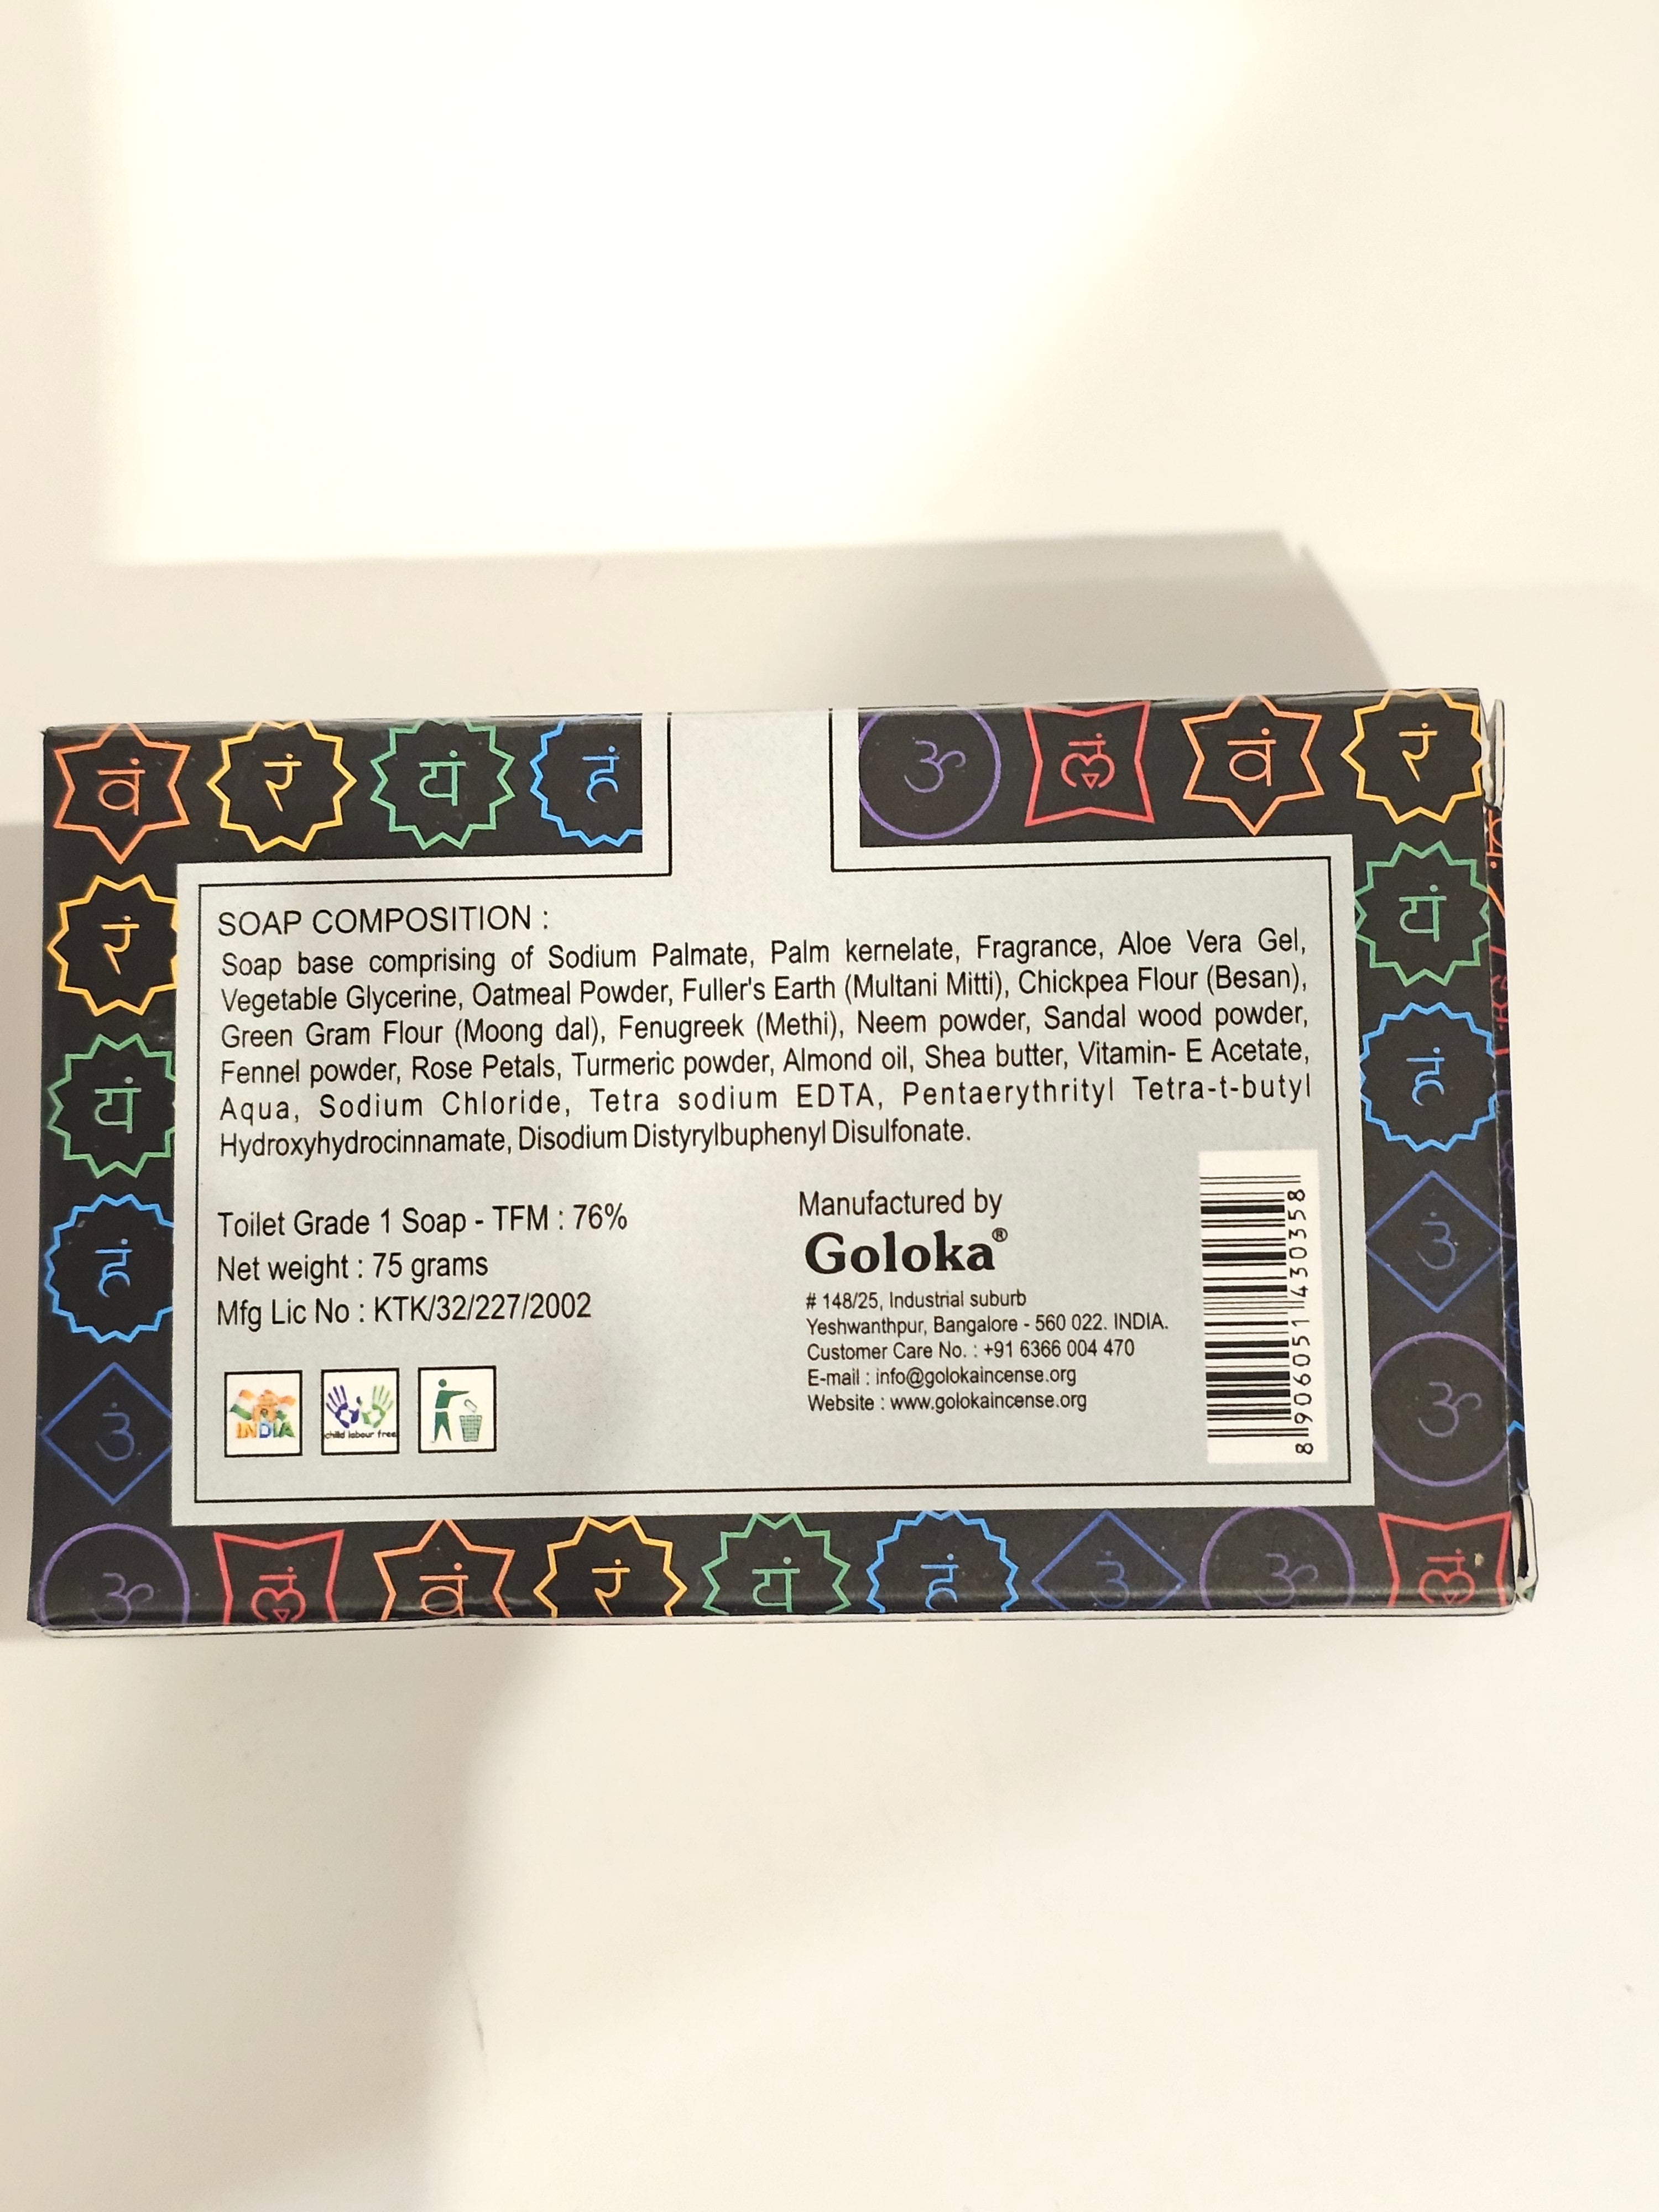 वं रं यं हं ॐ लं वं रं
रं यं
यं हं
हं ॐ
ॐ ॐ
SOAP COMPOSITION :
Soap base comprising of Sodium Palmate, Palm kernelate, Fragrance, Aloe Vera Gel,
Vegetable Glycerine, Oatmeal Powder, Fuller's Earth (Multani Mitti), Chickpea Flour (Besan),
Green Gram Flour (Moong dal), Fenugreek (Methi), Neem powder, Sandal wood powder,
Fennel powder, Rose Petals, Turmeric powder, Almond oil, Shea butter, Vitamin- E Acetate,
Aqua, Sodium Chloride, Tetra sodium EDTA, Pentaerythrityl Tetra-t-butyl
Hydroxyhydrocinnamate, Disodium Distyrylbuphenyl Disulfonate.
Toilet Grade 1 Soap - TFM : 76%
Net weight : 75 grams
Mfg Lic No : KTK/32/227/2002
INDIA
child labour free
Manufactured by
Goloka®
# 148/25, Industrial suburb
Yeshwanthpur, Bangalore - 560 022. INDIA.
Customer Care No. : +91 6366 004 470
E-mail : info@golokaincense.org
Website : www.golokaincense.org
8 906051 430358
ॐ लं वं रं यं हं ॐ ॐ लं